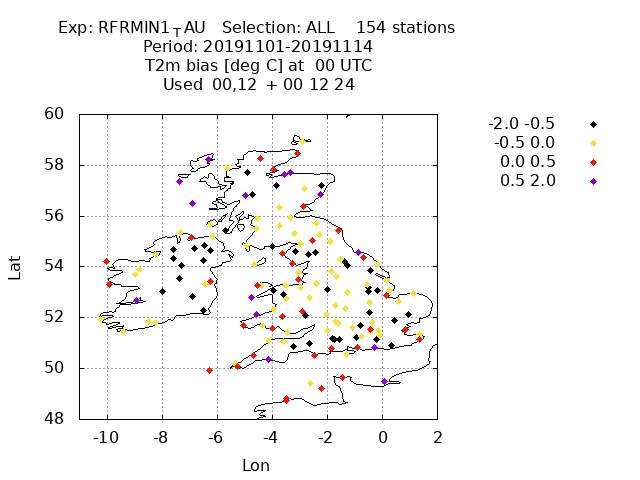 Exp: RFRMIN1_TAU Selection: ALL 154 stations
Period: 20191101-20191114
T2m bias [deg C] at 00 UTC
Used 00,12 + 00 12 24
60
58
56
54
52
50
48
Lat
-10 -8 -6 -4 -2 0 2
Lon
-2.0 -0.5
-0.5 0.0
0.0 0.5
0.5 2.0